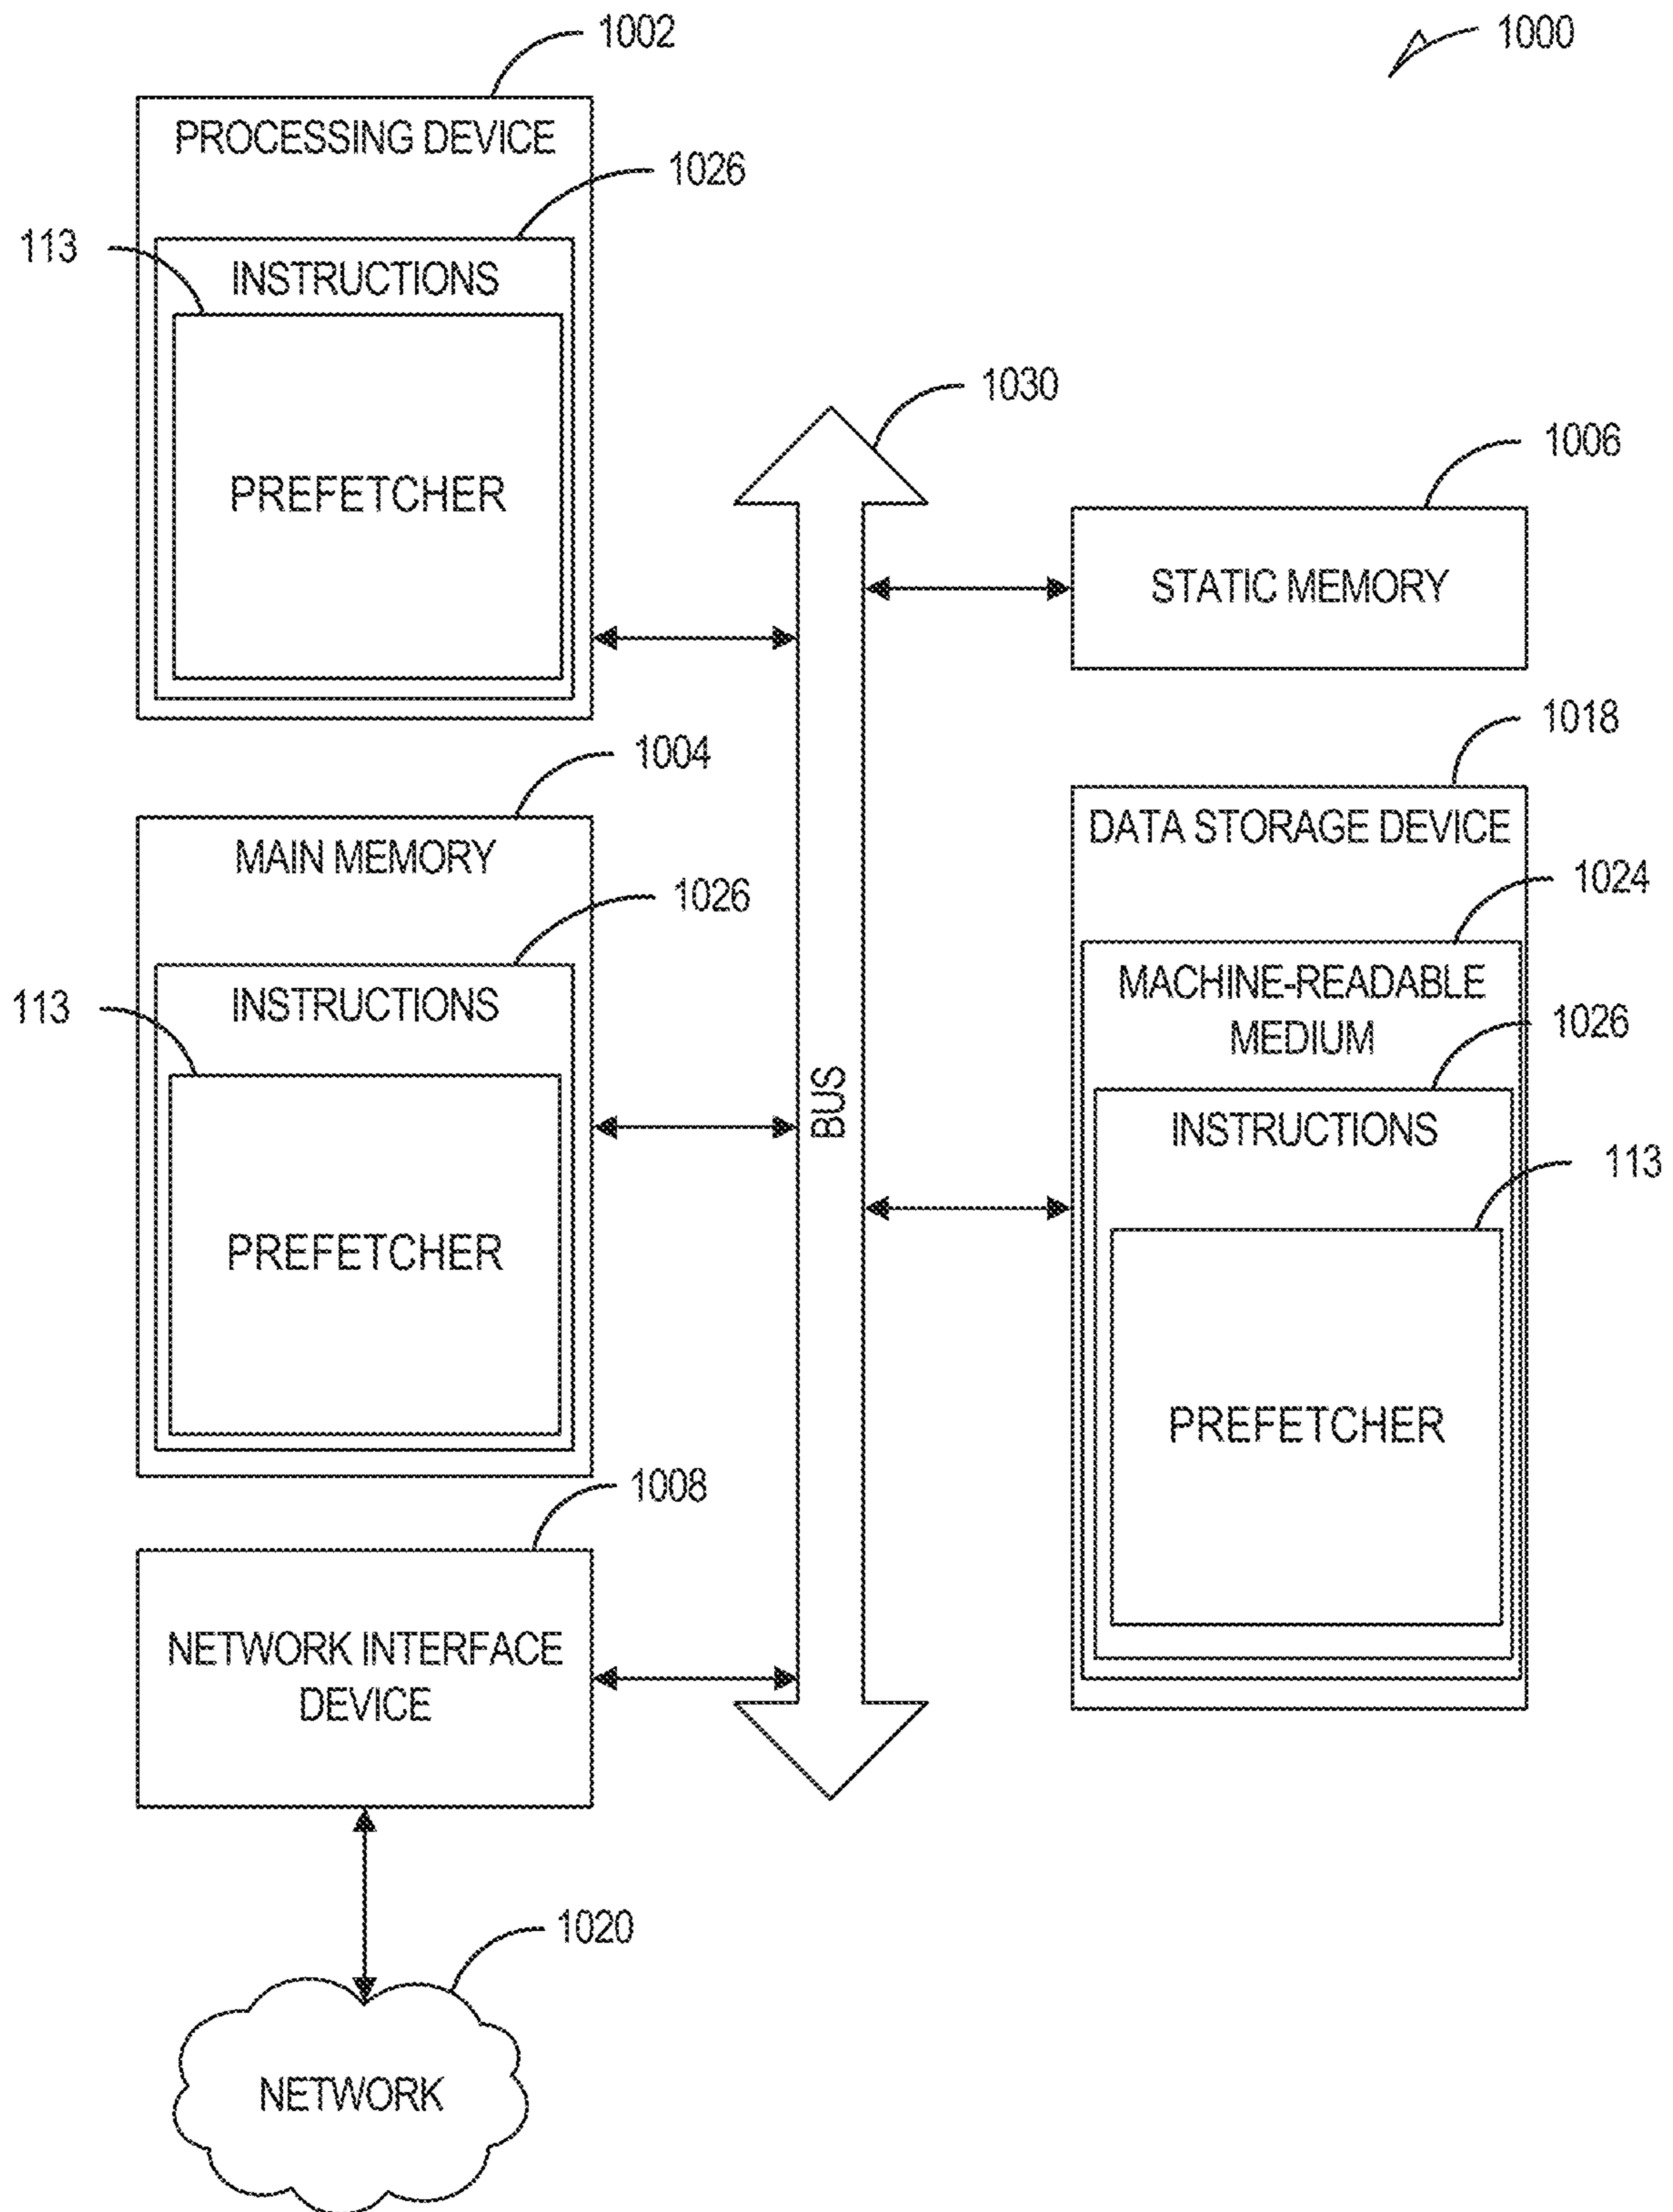 1002
1000
PROCESSING DEVICE
1026
113
INSTRUCTIONS
PREFETCHER
1030
1006
STATIC MEMORY
1004
MAIN MEMORY
1026
113
INSTRUCTIONS
PREFETCHER
BUS
1018
DATA STORAGE DEVICE
1024
MACHINE-READABLE
MEDIUM
1026
INSTRUCTIONS
113
PREFETCHER
1008
NETWORK INTERFACE
DEVICE
1020
NETWORK